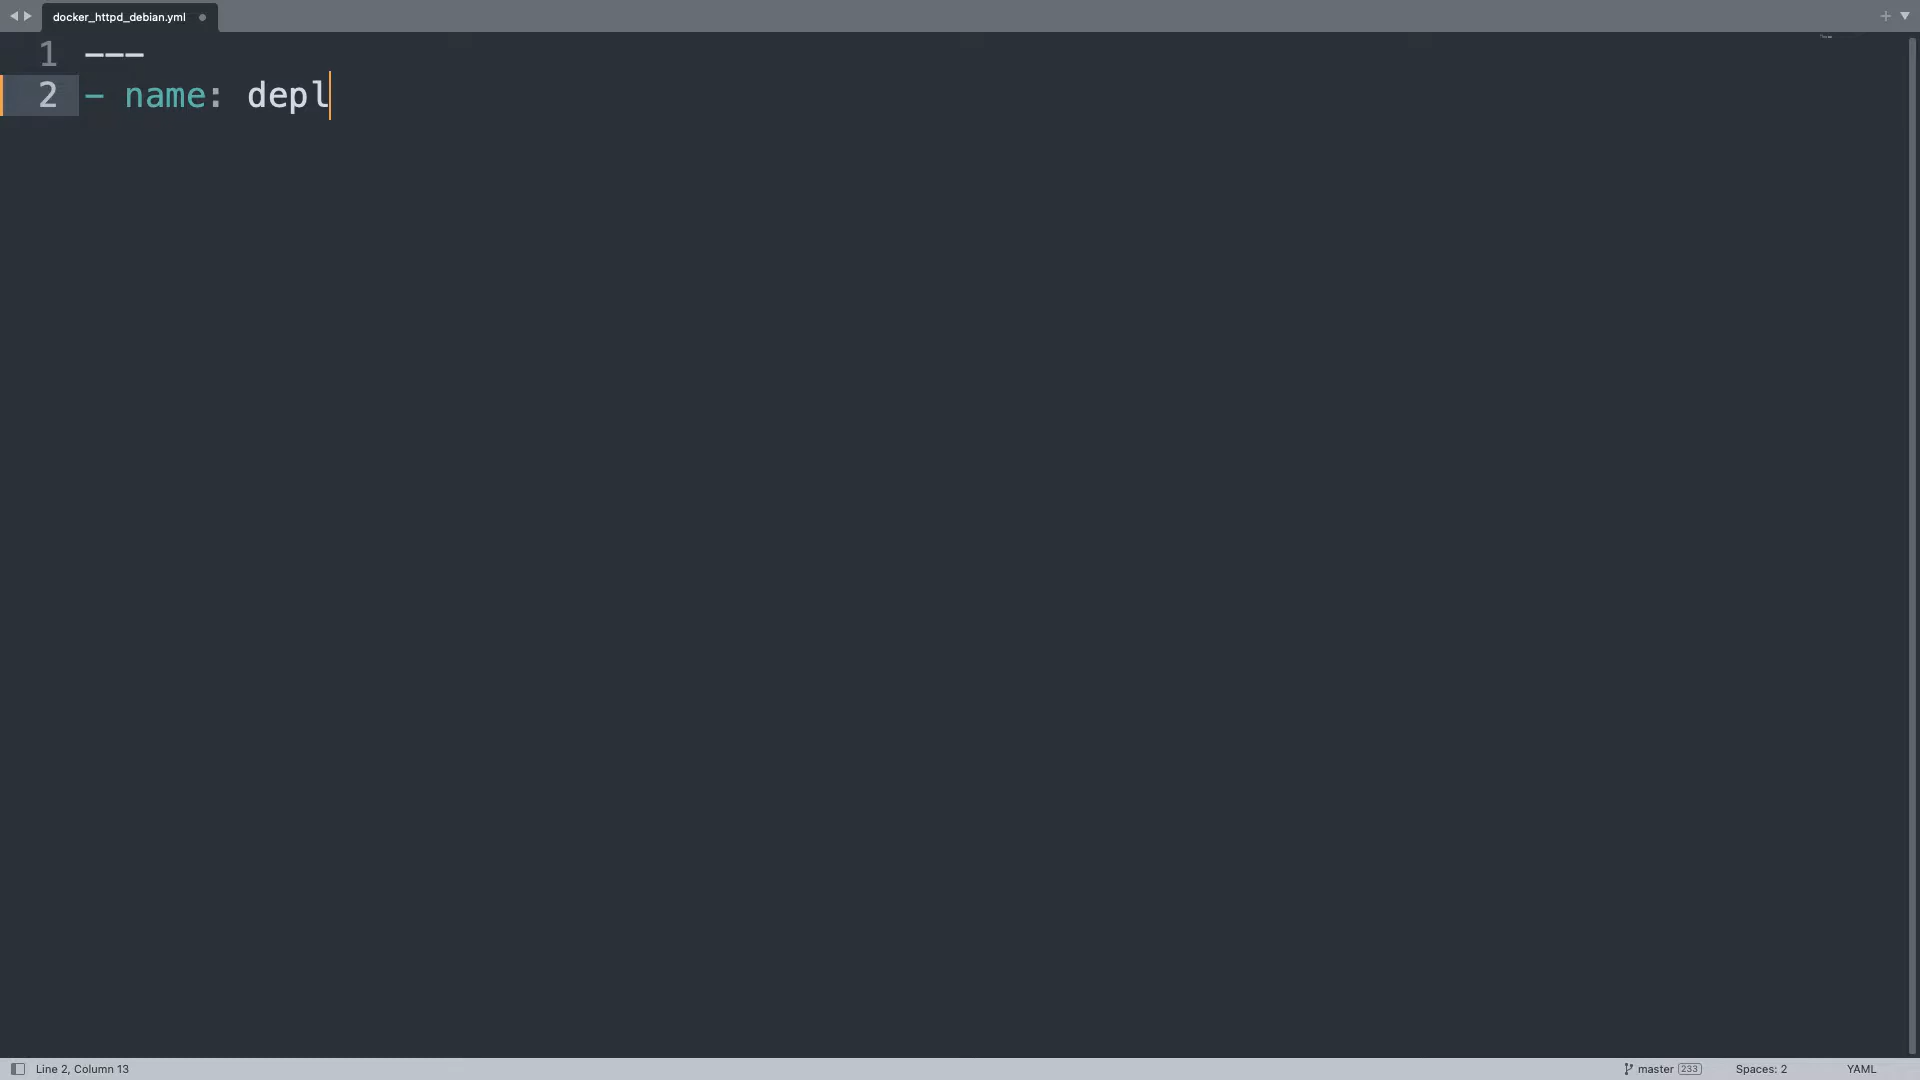 docker_httpd_debian.yml
1 ---
2 - name: depl
Line 2, Column 13
master 233
Spaces: 2
YAML